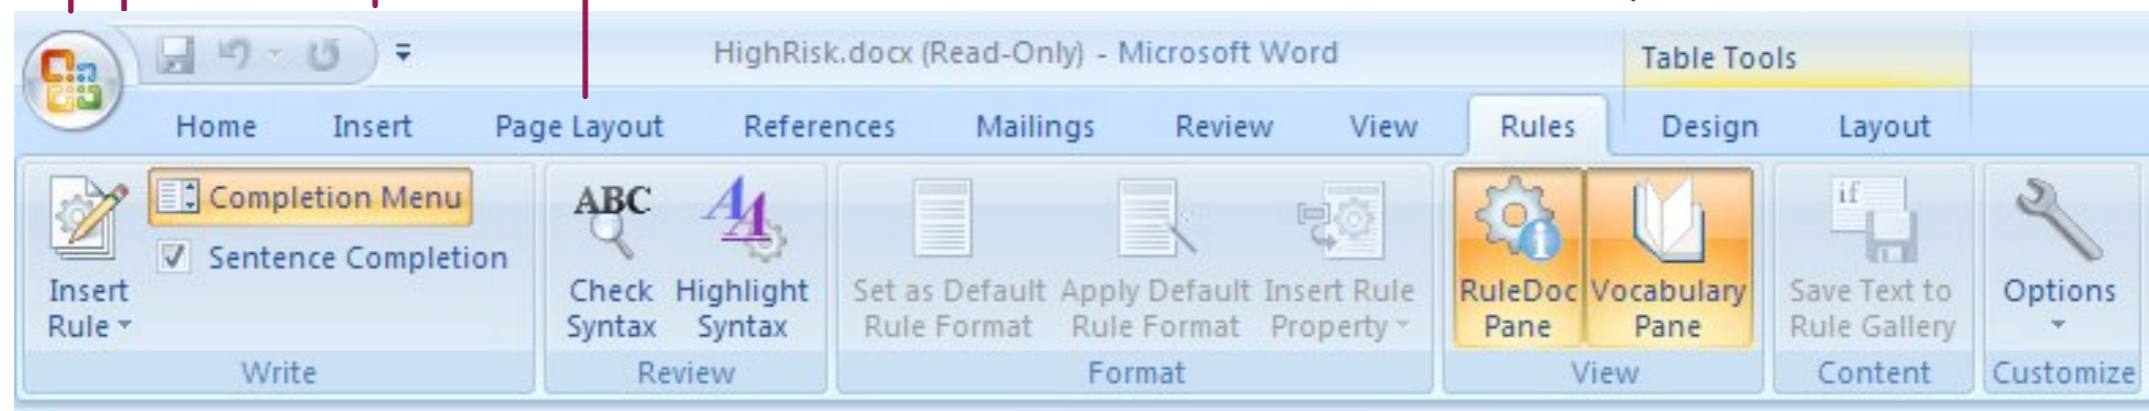 HighRisk.docx (Read-Only) - Microsoft Word
Table Tools
Home Insert Page Layout References Mailings Review View Rules Design Layout
Insert Rule
Completion Menu
Sentence Completion
Write
ABC
Check Syntax
Highlight Syntax
Review
Set as Default Rule Format
Apply Default Rule Format
Insert Rule Property
Format
RuleDoc Pane
Vocabulary Pane
View
if
Save Text to Rule Gallery
Content
Options
Customize